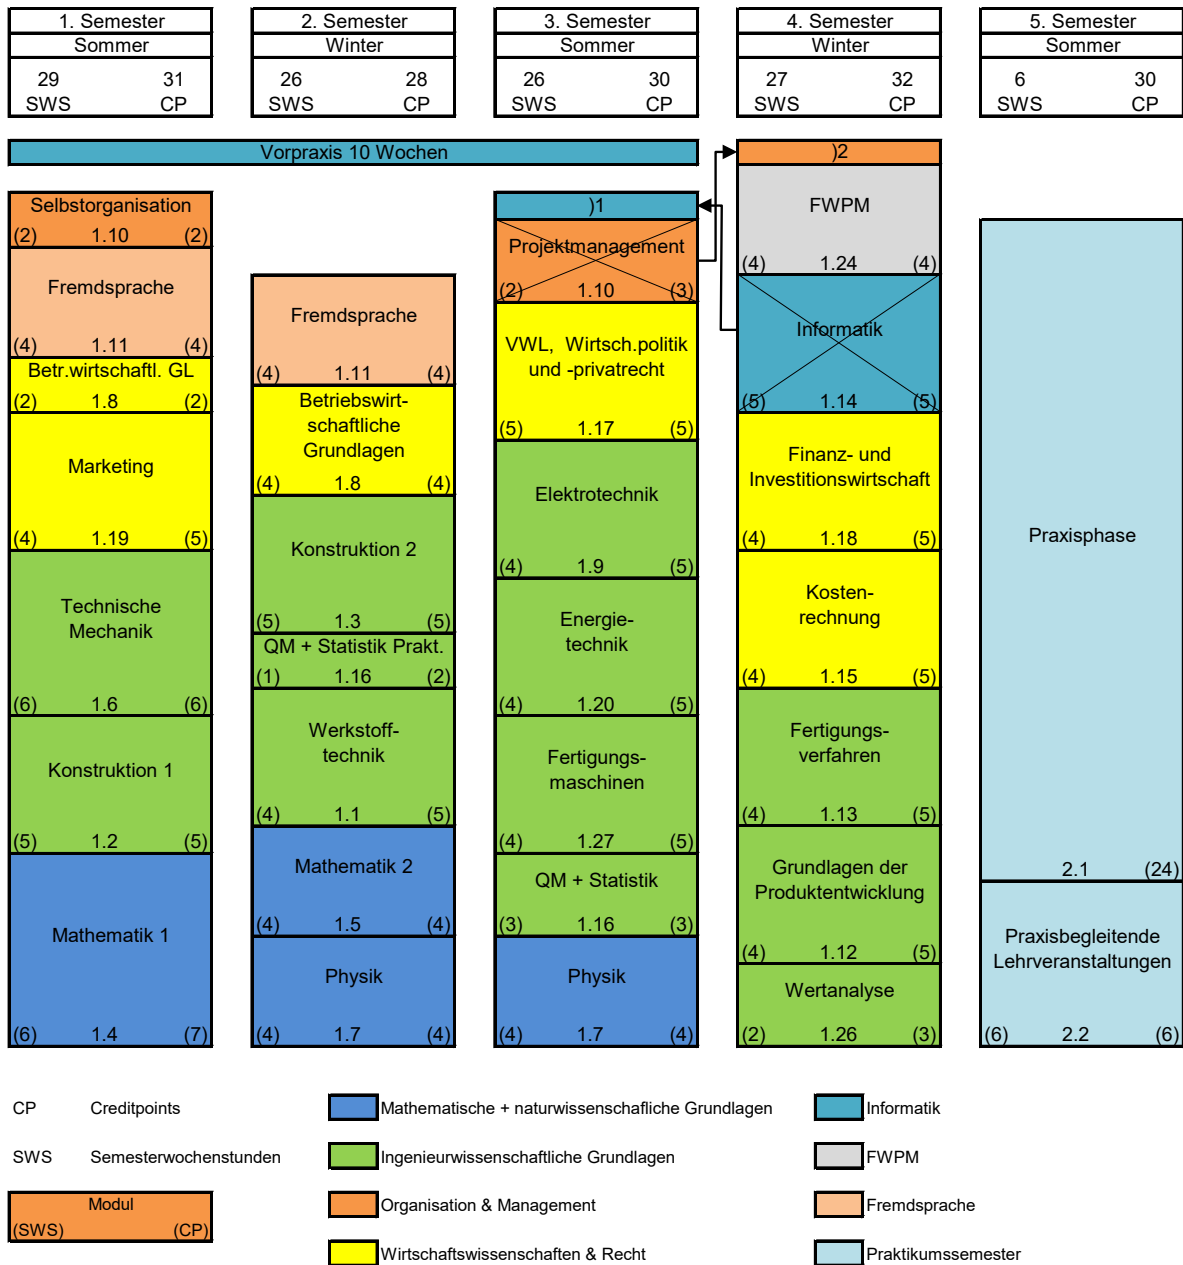 1. Semester
Sommer
29 31
SWS CP
2. Semester
Winter
26 28
SWS CP
3. Semester
Sommer
26 30
SWS CP
4. Semester
Winter
27 32
SWS CP
5. Semester
Sommer
6 30
SWS CP
Vorpraxis 10 Wochen
Selbstorganisation
(2) 1.10 (2)
Fremdsprache
(4) 1.11 (4)
Betr.wirtschaftl. GL
(2) 1.8 (2)
Marketing
(4) 1.19 (5)
Technische
Mechanik
(6) 1.6 (6)
Konstruktion 1
(5) 1.2 (5)
Mathematik 1
(6) 1.4 (7)
Fremdsprache
(4) 1.11 (4)
Betriebswirt-
schaftliche
Grundlagen
(4) 1.8 (4)
Konstruktion 2
(5) 1.3 (5)
QM + Statistik Prakt.
(1) 1.16 (2)
Werkstoff-
technik
(4) 1.1 (5)
Mathematik 2
(4) 1.5 (4)
Physik
(4) 1.7 (4)
)1
Projektmanagement
(2) 1.10 (3)
VWL, Wirtsch.politik
und -privatrecht
(5) 1.17 (5)
Elektrotechnik
(4) 1.9 (5)
Energie-
technik
(4) 1.20 (5)
Fertigungs-
maschinen
(4) 1.27 (5)
QM + Statistik
(3) 1.16 (3)
Physik
(4) 1.7 (4)
)2
FWPM
(4) 1.24 (4)
Informatik
(5) 1.14 (5)
Finanz- und
Investitionswirtschaft
(4) 1.18 (5)
Kosten-
rechnung
(4) 1.15 (5)
Fertigungs-
verfahren
(4) 1.13 (5)
Grundlagen der
Produktentwicklung
(4) 1.12 (5)
Wertanalyse
(2) 1.26 (3)
Praxisphase
2.1 (24)
Praxisbegleitende
Lehrveranstaltungen
(6) 2.2 (6)
CP Creditpoints
SWS Semesterwochenstunden
Modul
(SWS) (CP)
Mathematische + naturwissenschafliche Grundlagen
Ingenieurwissenschaftliche Grundlagen
Organisation & Management
Wirtschaftswissenschaften & Recht
Informatik
FWPM
Fremdsprache
Praktikumssemester